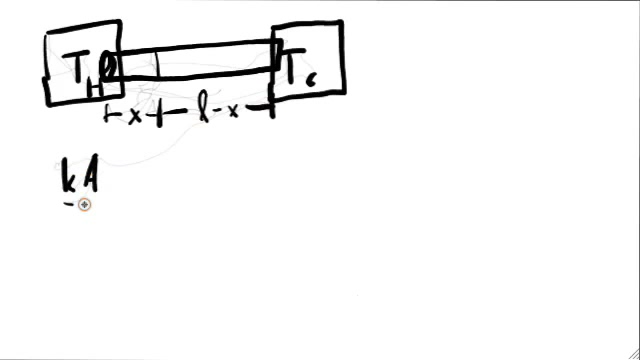 T_H T_c
x l-x
kA